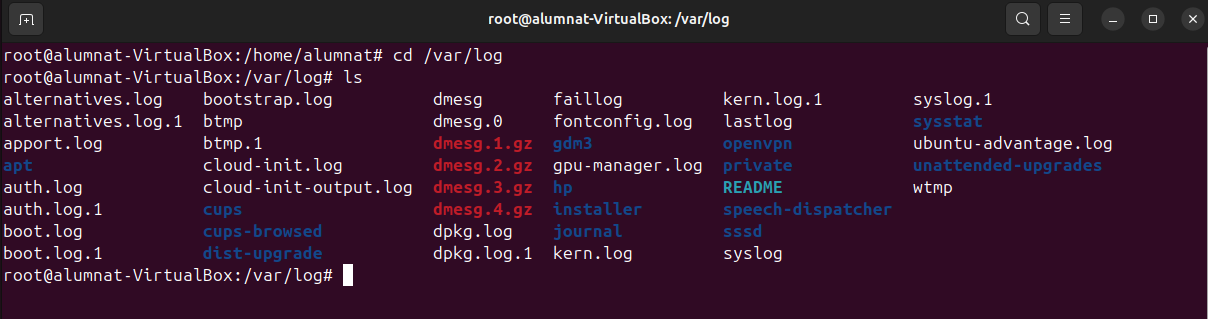 root@alumnat-VirtualBox: /var/log
root@alumnat-VirtualBox:/home/alumnat# cd /var/log
root@alumnat-VirtualBox:/var/log# ls
alternatives.log bootstrap.log dmesg faillog kern.log.1 syslog.1
alternatives.log.1 btmp dmesg.0 fontconfig.log lastlog sysstat
apport.log btmp.1 dmesg.1.gz gdm3 openvpn ubuntu-advantage.log
apt cloud-init.log dmesg.2.gz gpu-manager.log private unattended-upgrades
auth.log cloud-init-output.log dmesg.3.gz hp README wtmp
auth.log.1 cups dmesg.4.gz installer speech-dispatcher
boot.log cups-browsed dpkg.log journal sssd
boot.log.1 dist-upgrade dpkg.log.1 kern.log syslog
root@alumnat-VirtualBox:/var/log#